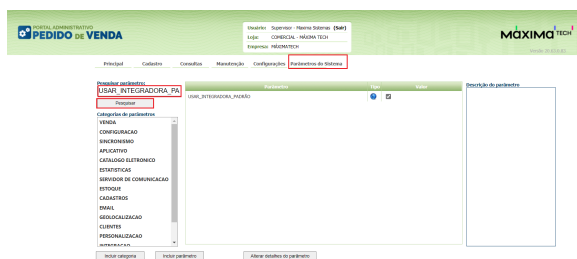 PORTAL ADMINISTRATIVO
PEDIDO DE VENDA
Usuário: Supervisor - Máxima Sistemas (Sair)
Loja: COMERCIAL - MÁXIMA TECH
Empresa: MÁXIMATECH
MÁXIMA TECH
Principal Cadastro Consultas Manutenção Configurações Parâmetros do Sistema
Pesquisar parâmetro:
USAR_INTEGRADORA_PA
Pesquisar
Categorias de parâmetros
VENDA
CONFIGURACAO
SINCRONISMO
APLICATIVO
CATALOGO ELETRONICO
ESTATISTICAS
SERVIDOR DE COMUNICACAO
ESTOQUE
CADASTROS
EMAIL
GEOLOCALIZACAO
CLIENTES
PERSONALIZACAO
INTEGRACAO
Parâmetro Tipo Valor
USAR_INTEGRADORA_PADRÃO
Descrição do parâmetro
Incluir categoria Incluir parâmetro Alterar detalhes do parâmetro